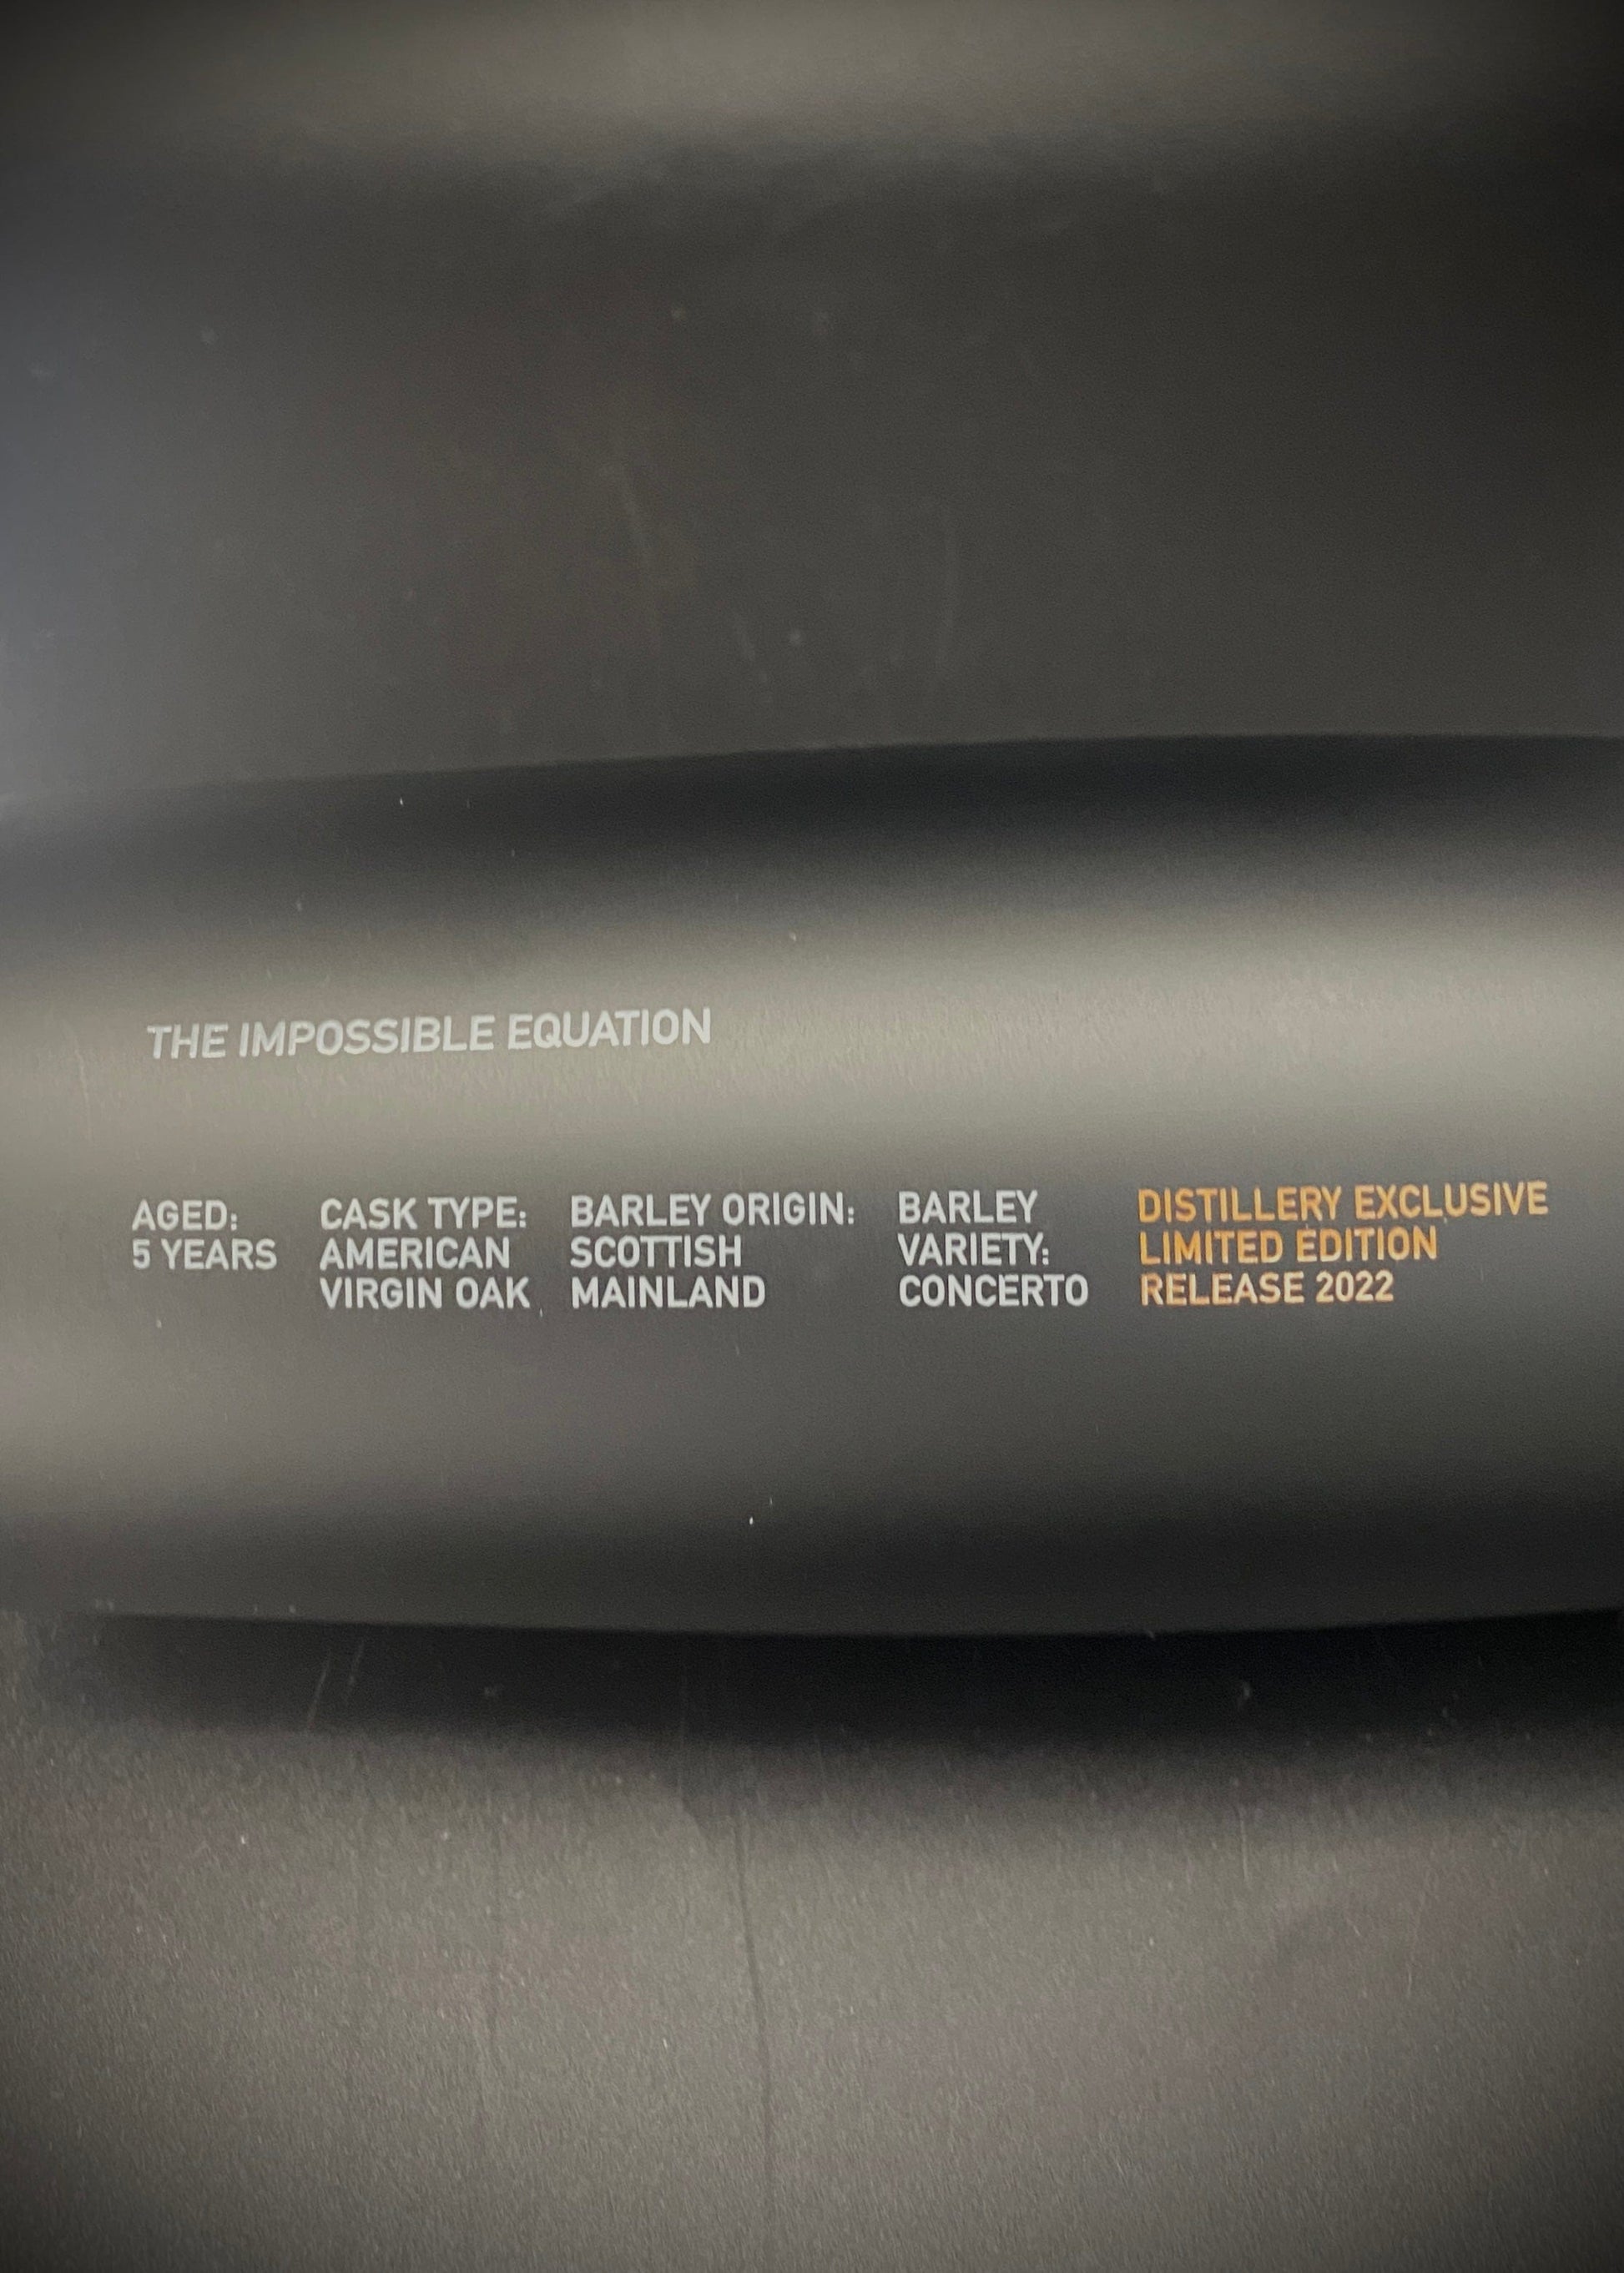 THE IMPOSSIBLE EQUATION
AGED:
5 YEARS
CASK TYPE:
AMERICAN
VIRGIN OAK
BARLEY ORIGIN:
SCOTTISH
MAINLAND
BARLEY
VARIETY:
CONCERTO
DISTILLERY EXCLUSIVE
LIMITED EDITION
RELEASE 2022